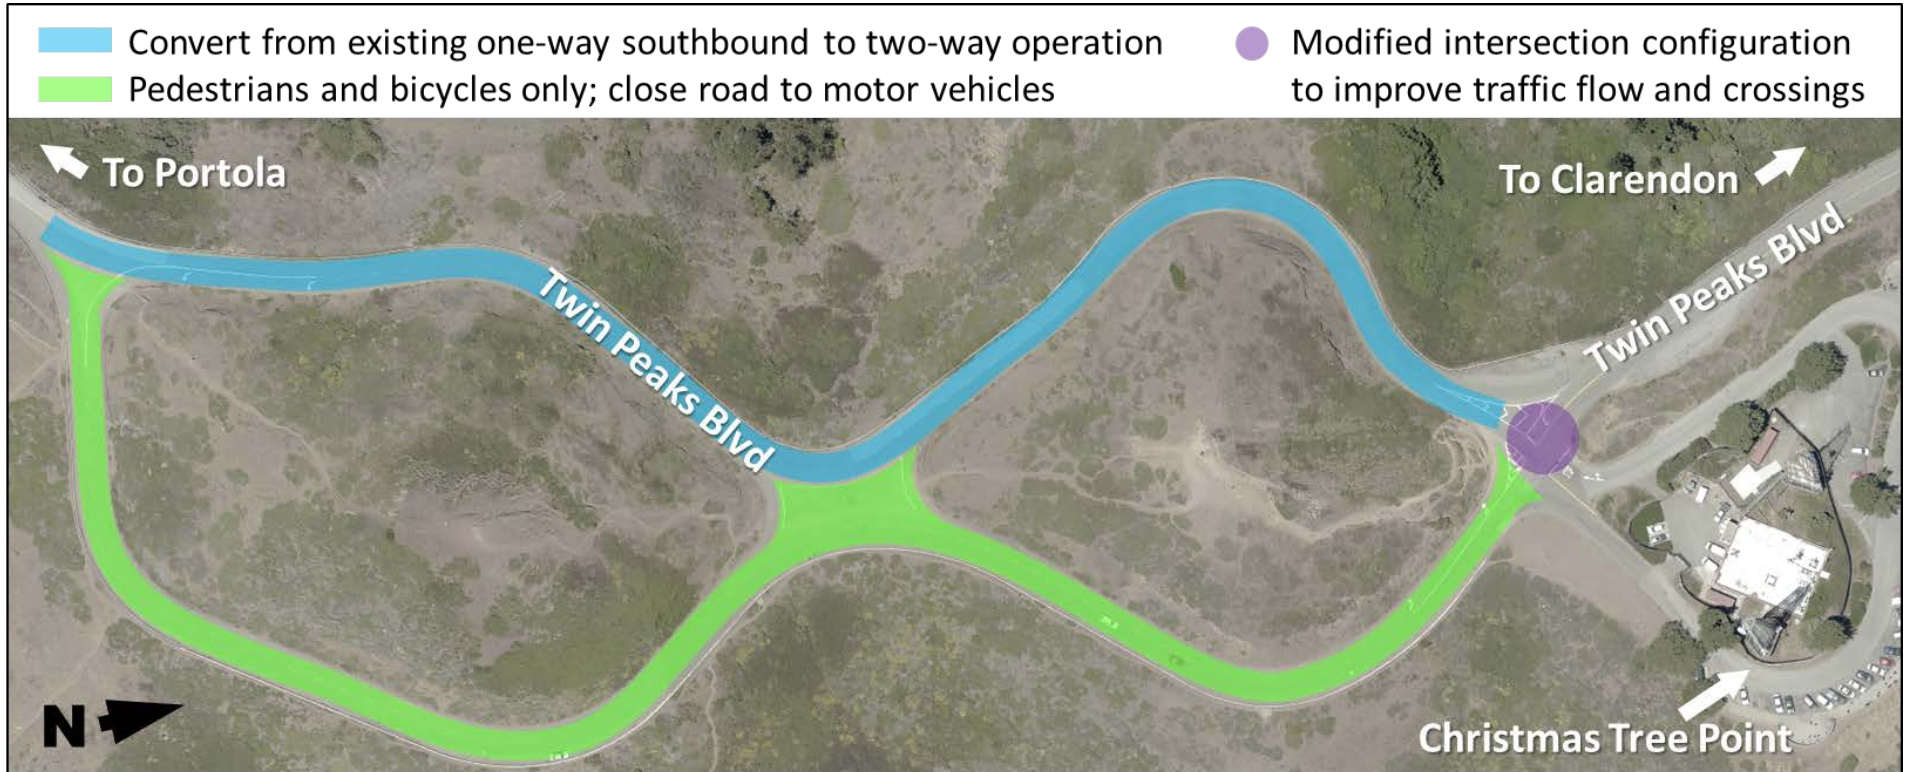 Convert from existing one-way southbound to two-way operation
Pedestrians and bicycles only; close road to motor vehicles
Modified intersection configuration
to improve traffic flow and crossings
To Portola
To Clarendon
Twin Peaks Blvd
Twin Peaks Blvd
N
Christmas Tree Point